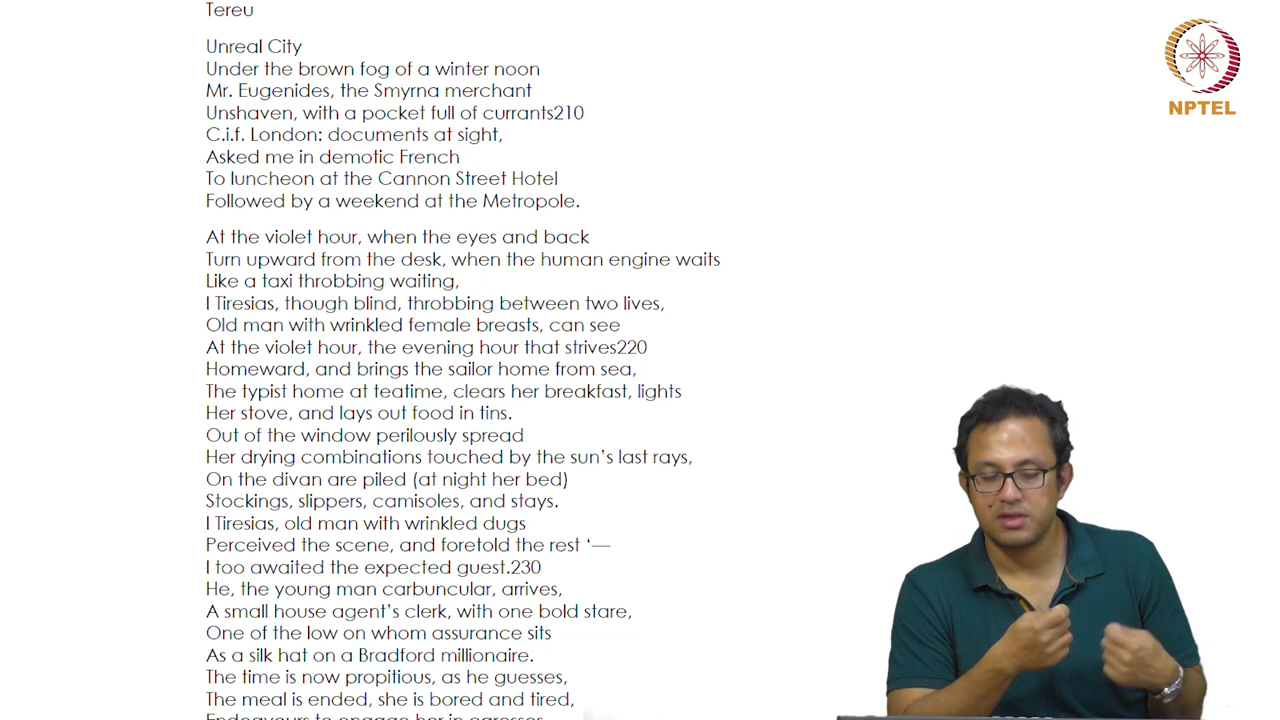 Tereu
Unreal City
Under the brown fog of a winter noon
Mr. Eugenides, the Smyrna merchant
Unshaven, with a pocket full of currants210
C.i.f. London: documents at sight,
Asked me in demotic French
To luncheon at the Cannon Street Hotel
Followed by a weekend at the Metropole.
At the violet hour, when the eyes and back
Turn upward from the desk, when the human engine waits
Like a taxi throbbing waiting,
I Tiresias, though blind, throbbing between two lives,
Old man with wrinkled female breasts, can see
At the violet hour, the evening hour that strives220
Homeward, and brings the sailor home from sea,
The typist home at teatime, clears her breakfast, lights
Her stove, and lays out food in tins.
Out of the window perilously spread
Her drying combinations touched by the sun's last rays,
On the divan are piled (at night her bed)
Stockings, slippers, camisoles, and stays.
I Tiresias, old man with wrinkled dugs
Perceived the scene, and foretold the rest ‘—
I too awaited the expected guest.230
He, the young man carbuncular, arrives,
A small house agent's clerk, with one bold stare,
One of the low on whom assurance sits
As a silk hat on a Bradford millionaire.
The time is now propitious, as he guesses,
The meal is ended, she is bored and tired,
NPTEL